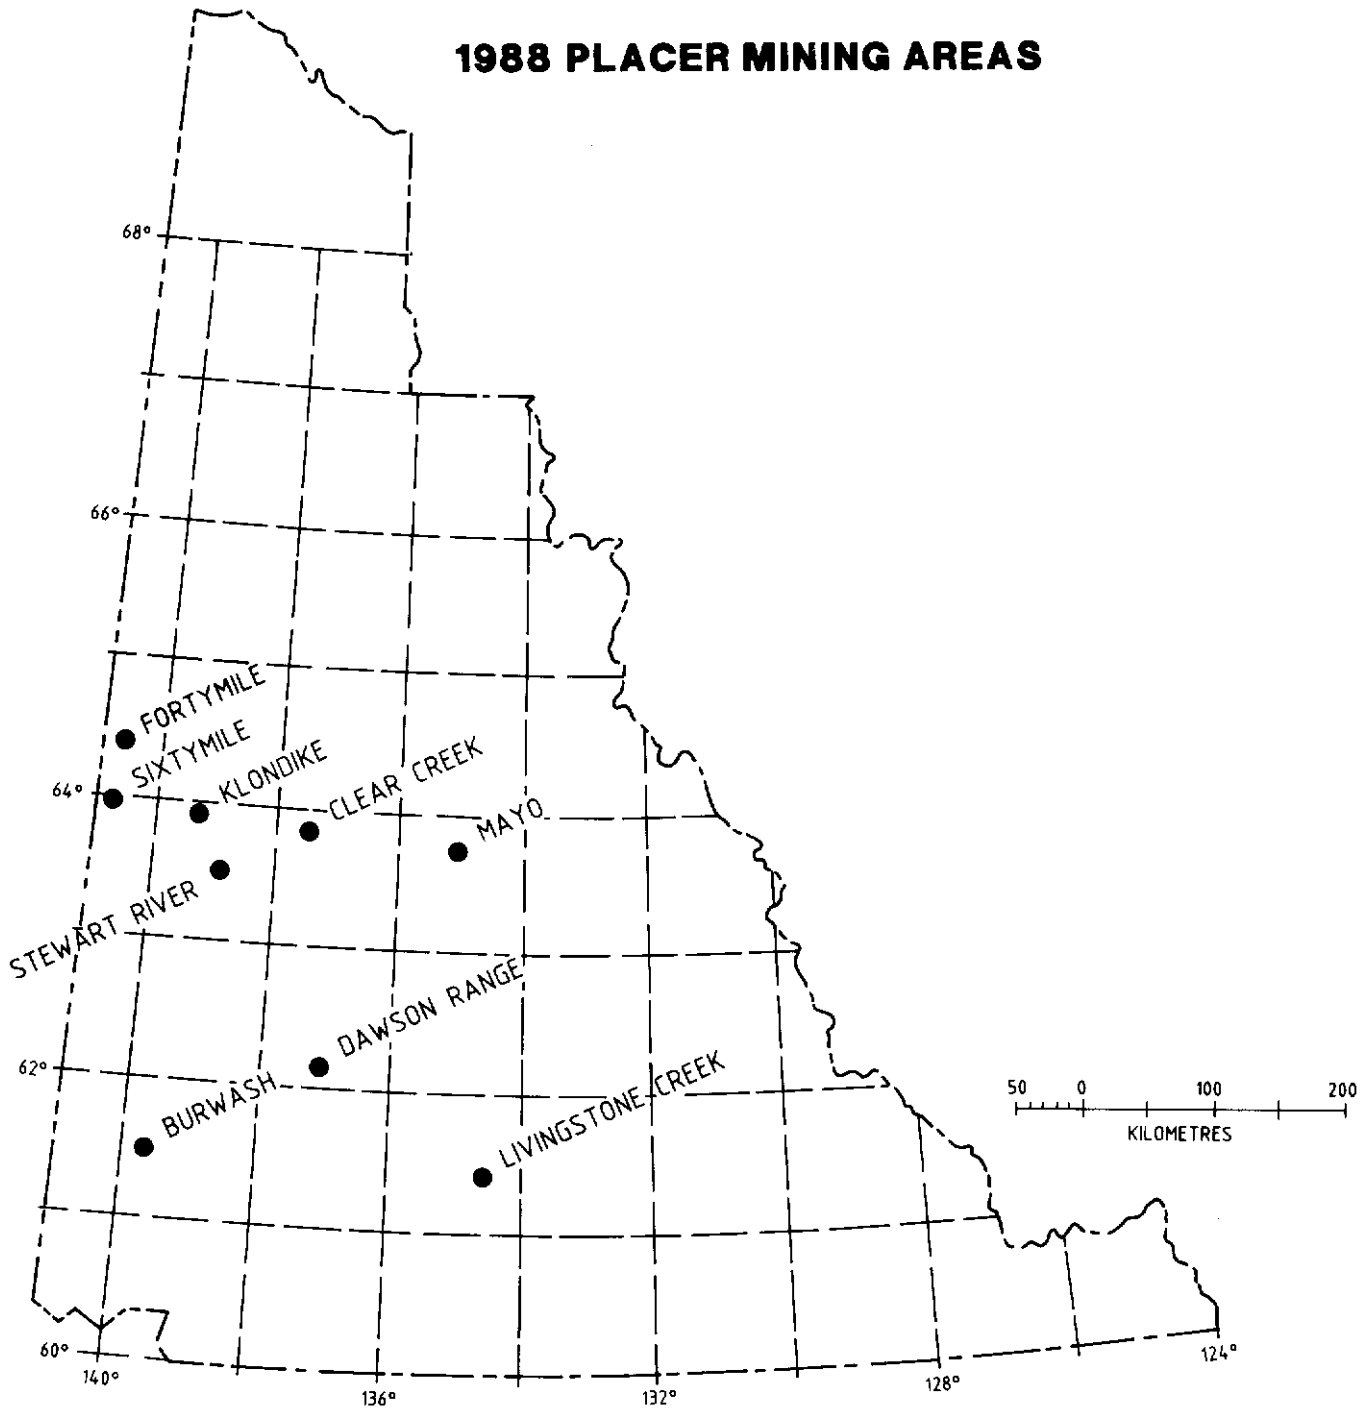 1988 PLACER MINING AREAS
68°
66°
FORTYMILE
SIXTYMILE
KLONDIKE
CLEAR CREEK
64°
MAYO
STEWART RIVER
DAWSON RANGE
62°
BURWASH
LIVINGSTONE CREEK
50 0 100 200
KILOMETRES
60°
140°
136°
132°
128°
124°